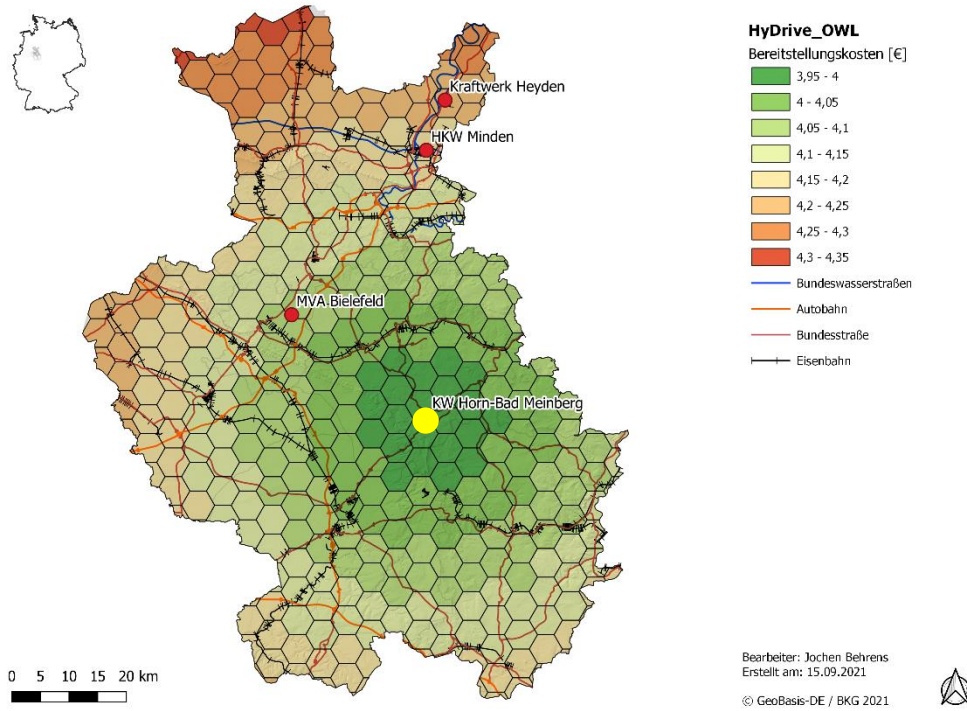 HyDrive_OWL
Bereitstellungskosten [€]
3,95 - 4
4 - 4,05
4,05 - 4,1
4,1 - 4,15
4,15 - 4,2
4,2 - 4,25
4,25 - 4,3
4,3 - 4,35
Bundeswasserstraßen
Autobahn
Bundesstraße
Eisenbahn
Kraftwerk Heyden
HKW Minden
MVA Bielefeld
KW Horn-Bad Meinberg
0 5 10 15 20 km
Bearbeiter: Jochen Behrens
Erstellt am: 15.09.2021
© GeoBasis-DE / BKG 2021